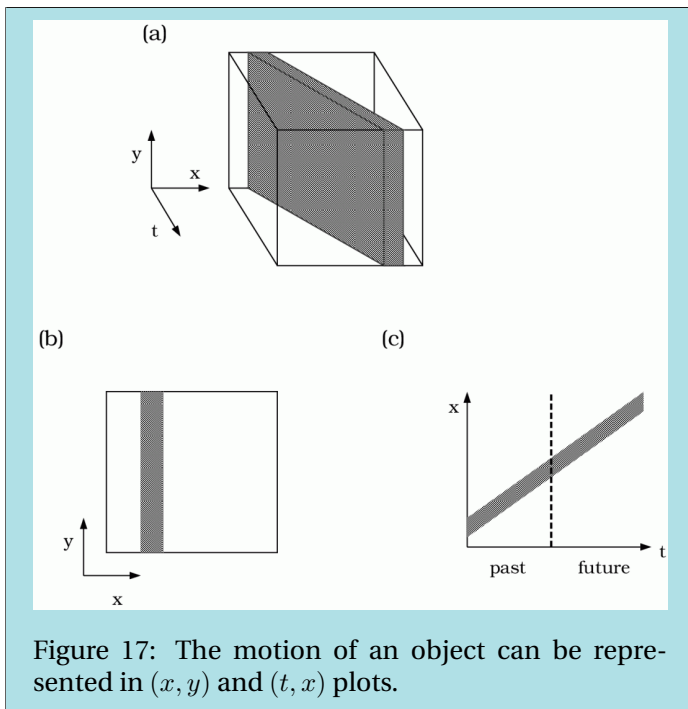 (a)
y
x
t
(b)
(c)
y
x
x
t
past future
Figure 17: The motion of an object can be repre-
sented in (x, y) and (t, x) plots.